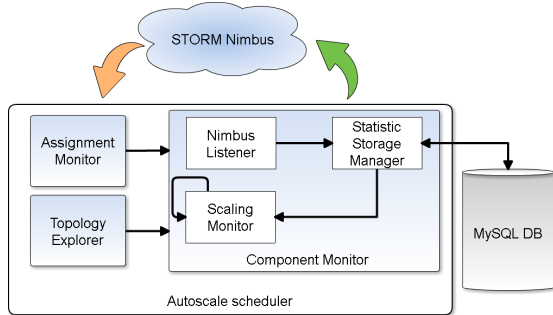 STORM Nimbus
Assignment
Monitor
Nimbus
Listener
Statistic
Storage
Manager
Topology
Explorer
Scaling
Monitor
MySQL DB
Component Monitor
Autoscale scheduler